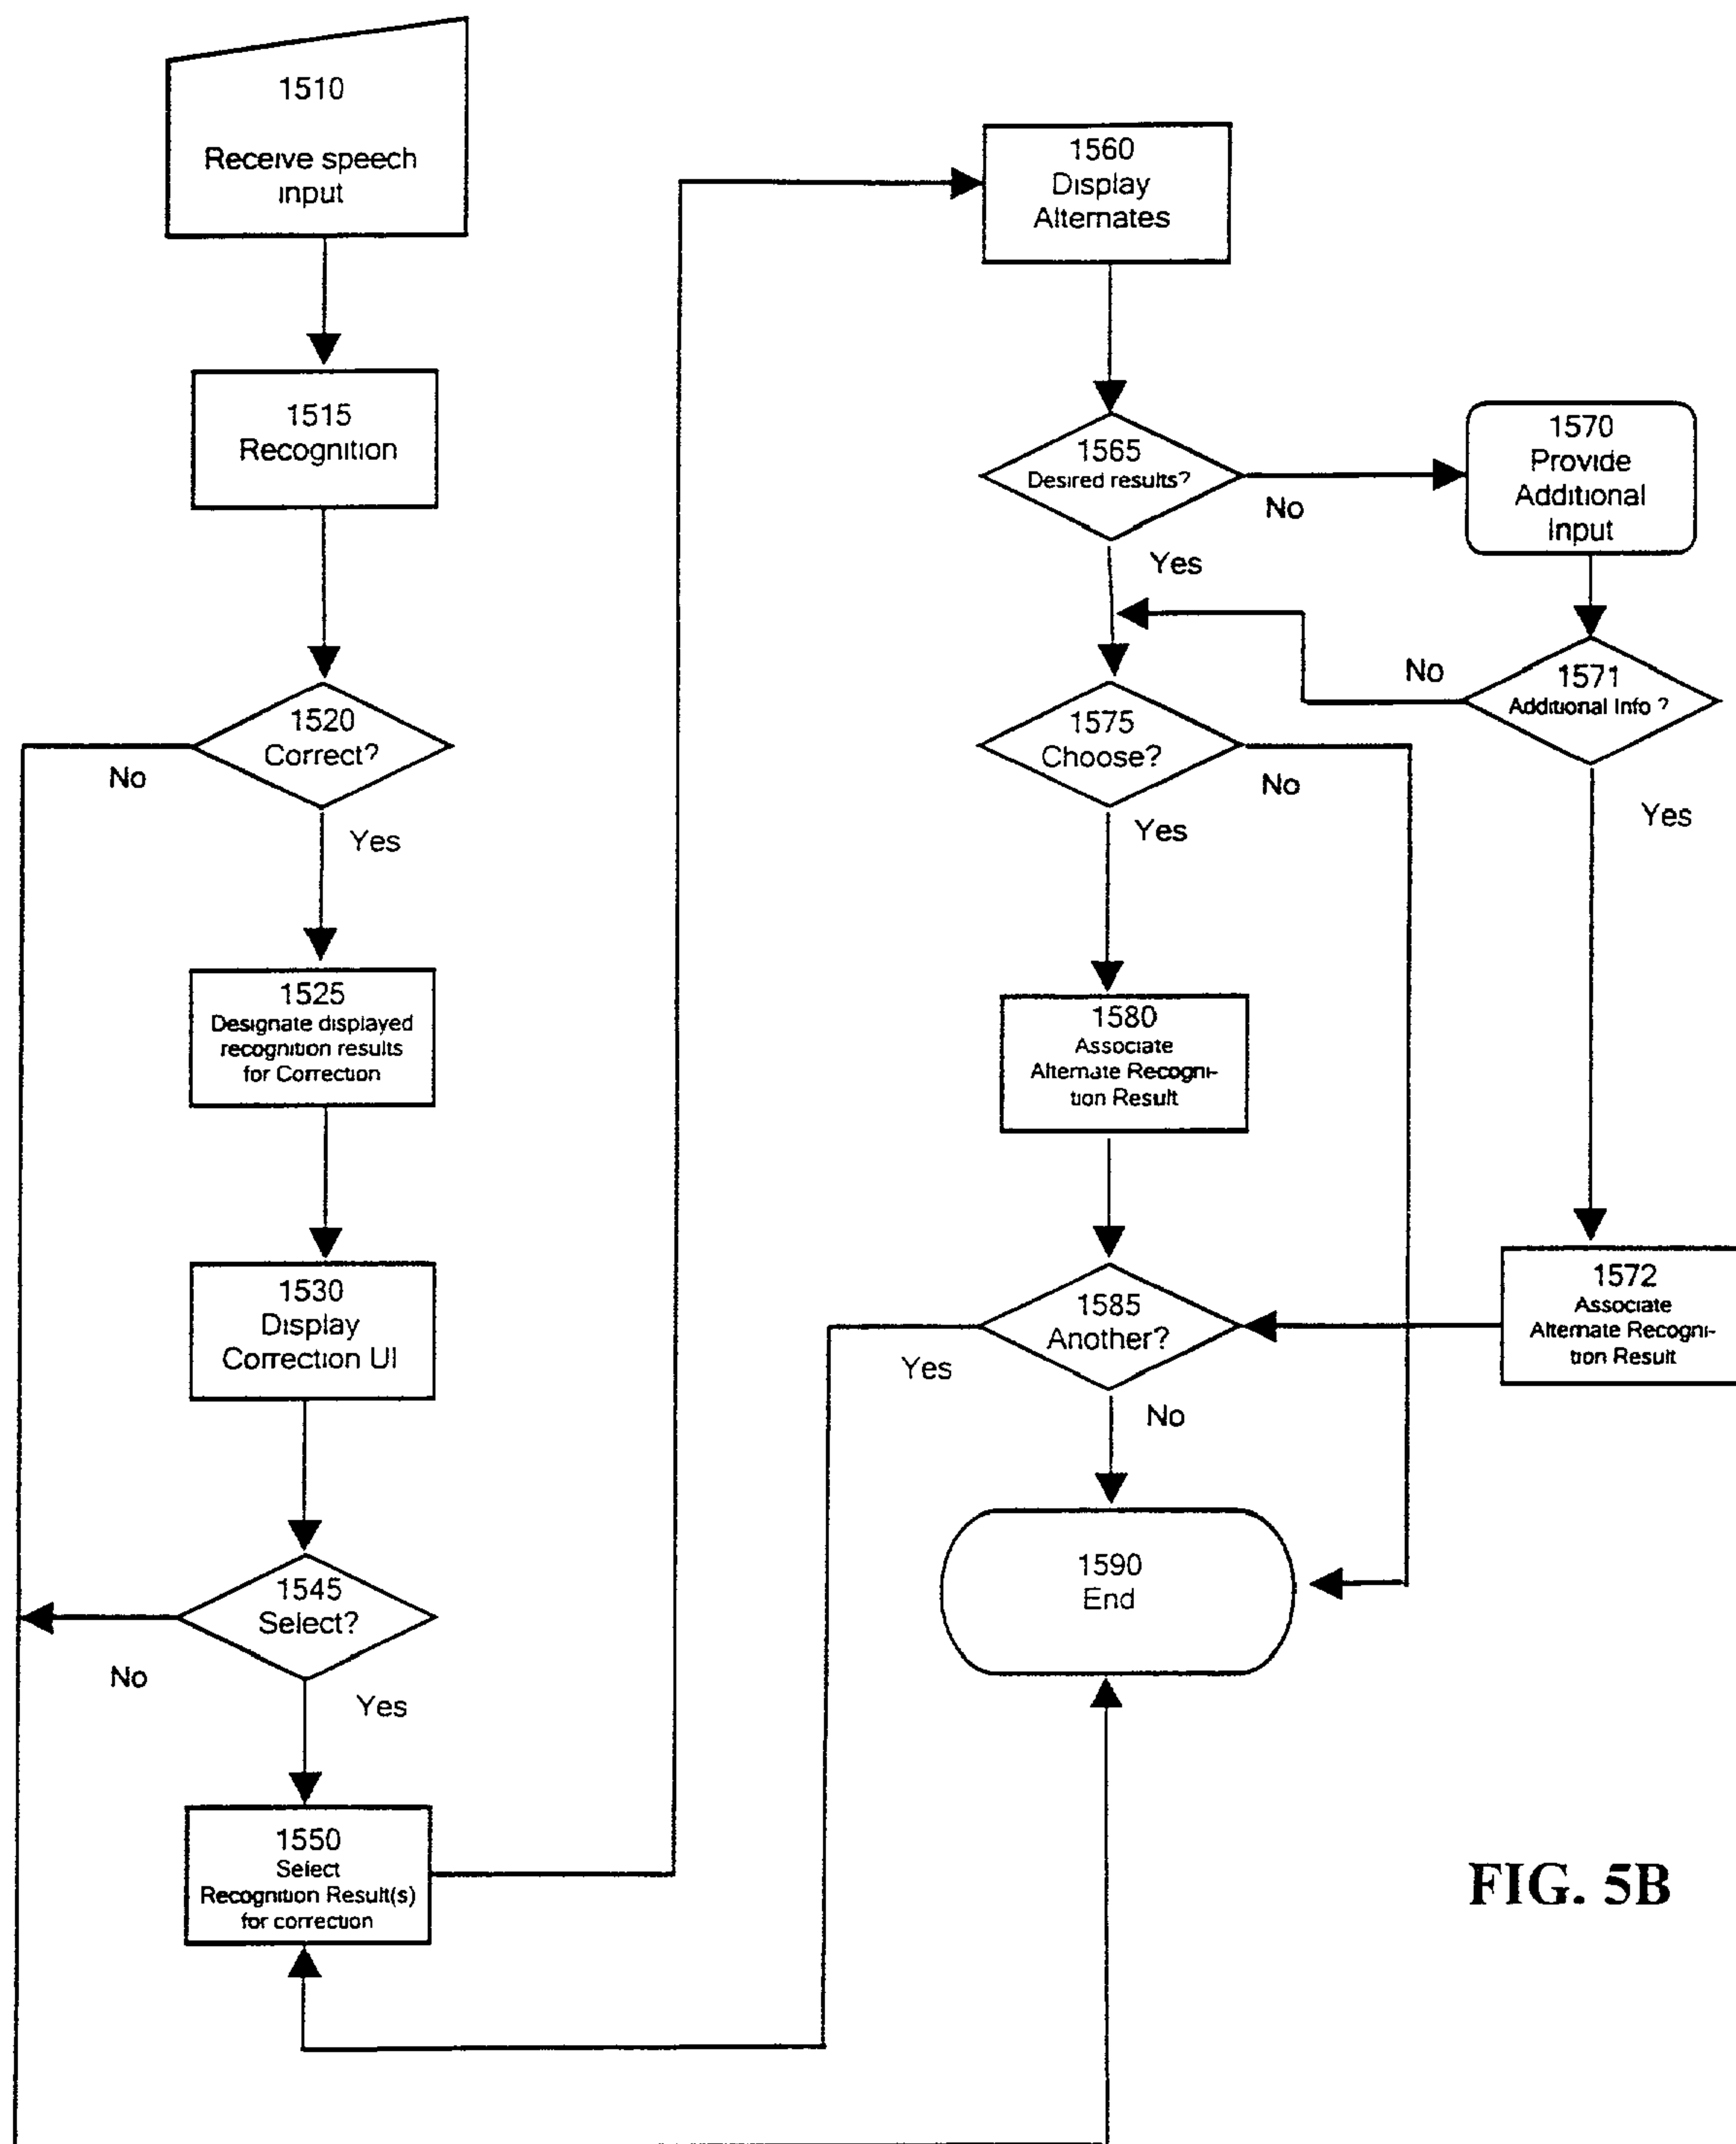 1510
Receive speech
input
1515
Recognition
1520
Correct?
No
Yes
1525
Designate displayed
recognition results
for Correction
1530
Display
Correction UI
1545
Select?
No
Yes
1550
Select
Recognition Result(s)
for correction
1560
Display
Alternates
1565
Desired results?
No
Yes
1570
Provide
Additional
Input
1571
Additional Info ?
No
Yes
1575
Choose?
No
Yes
1580
Associate
Alternate Recogni-
tion Result
1572
Associate
Alternate Recogni-
tion Result
1585
Another?
Yes
No
1590
End
FIG. 5B